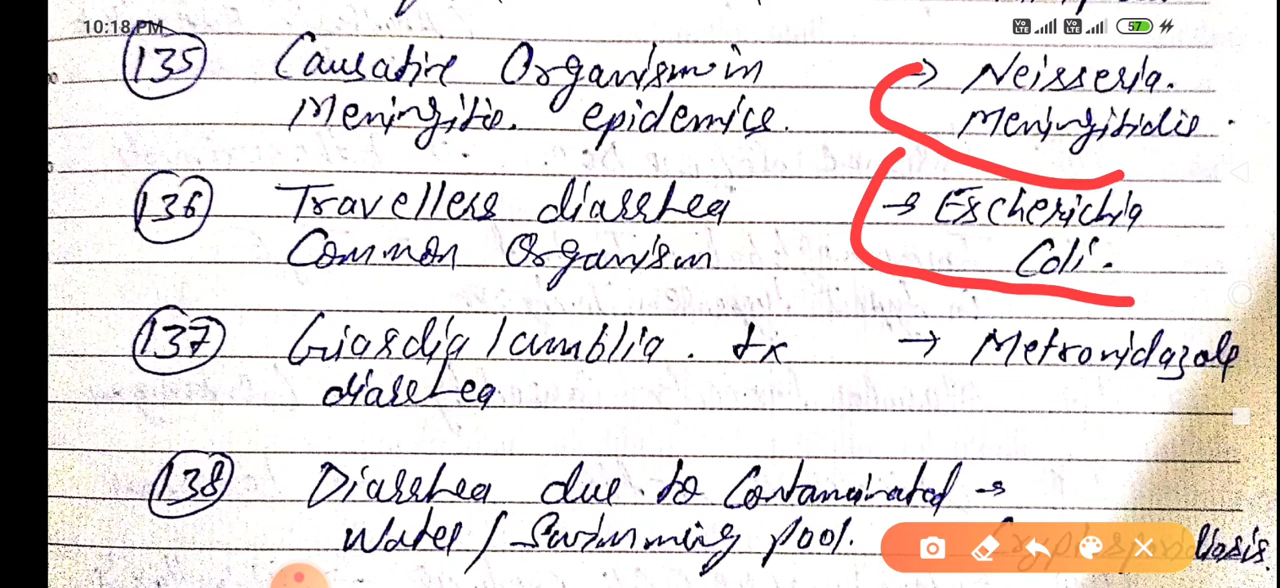 10:18 PM 57
135 Causative Organism in → Neisseria.
Meningitis. epidemics. Meningitidis.
136 Travellers diarrhea → Escherichia
Common Organism Coli.
137 Giardia lamblia. tx → Metronidazole
diarrhea
138 Diarrhea due to Contaminated →
Water / Swimming pool.